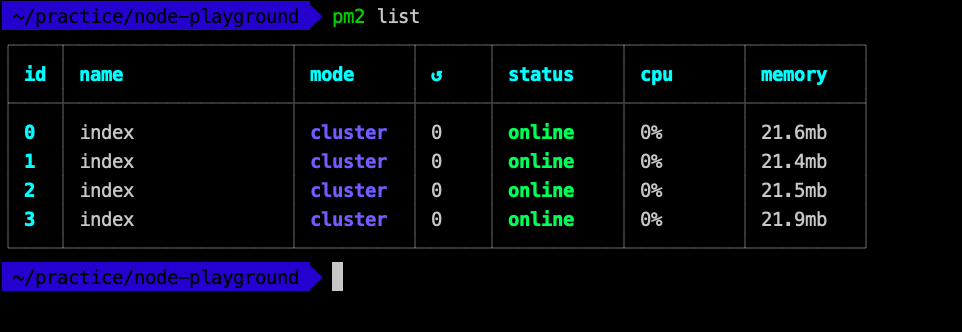 ~/practice/node-playground pm2 list
id name mode ↺ status cpu memory
0 index cluster 0 online 0% 21.6mb
1 index cluster 0 online 0% 21.4mb
2 index cluster 0 online 0% 21.5mb
3 index cluster 0 online 0% 21.9mb
~/practice/node-playground